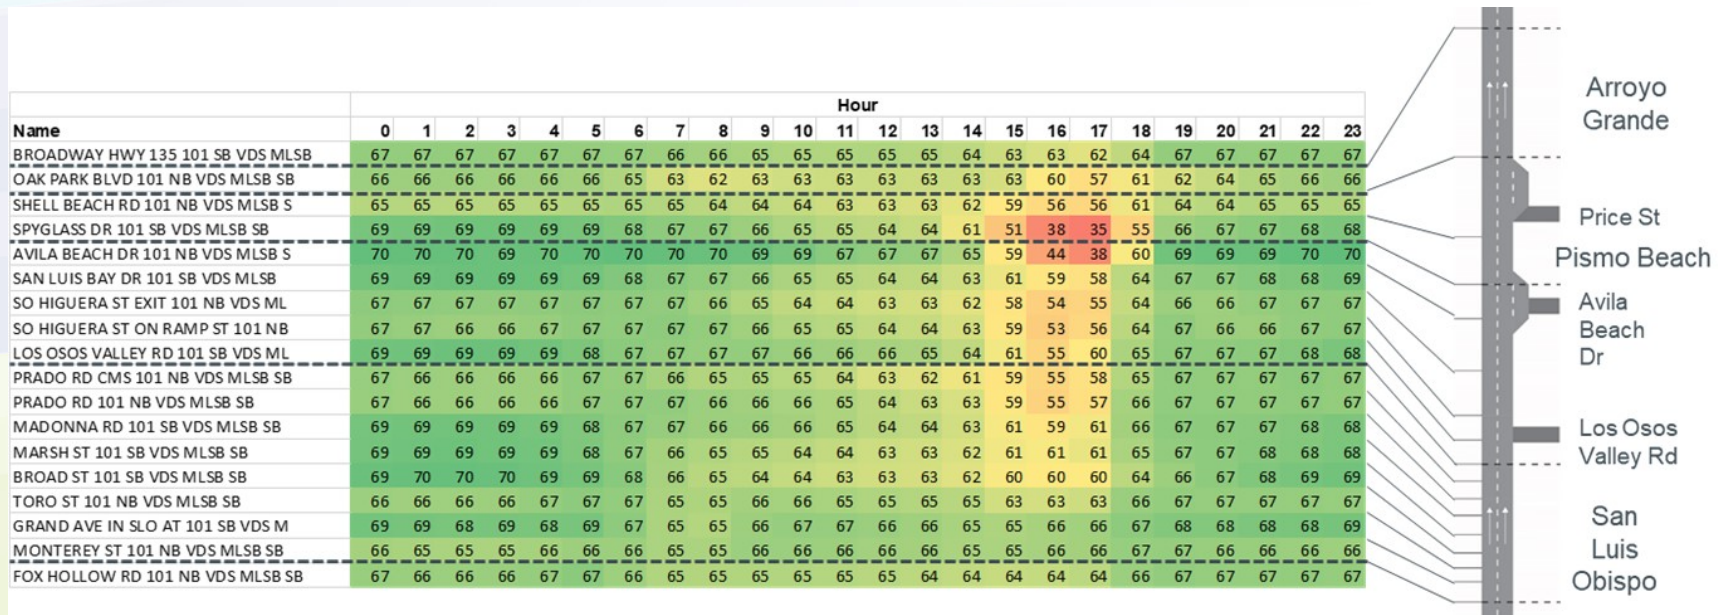 Hour
Name 0 1 2 3 4 5 6 7 8 9 10 11 12 13 14 15 16 17 18 19 20 21 22 23
BROADWAY HWY 135 101 SB VDS MLSB 67 67 67 67 67 67 67 66 66 65 65 65 65 65 64 63 63 62 64 67 67 67 67 67
OAK PARK BLVD 101 NB VDS MLSB SB 66 66 66 66 66 66 65 63 62 63 63 63 63 63 63 63 60 57 61 62 64 65 66 66
SHELL BEACH RD 101 NB VDS MLSB S 65 65 65 65 65 65 65 65 64 64 64 63 63 63 62 59 56 56 61 64 64 65 65 65
SPYGLASS DR 101 SB VDS MLSB SB 69 69 69 69 69 69 68 67 67 66 65 65 64 64 61 51 38 35 55 66 67 67 68 68
AVILA BEACH DR 101 NB VDS MLSB S 70 70 70 69 70 70 70 70 70 69 69 67 67 67 65 59 44 38 60 69 69 69 70 70
SAN LUIS BAY DR 101 SB VDS MLSB 69 69 69 69 69 69 68 67 67 66 65 65 64 64 63 61 59 58 64 67 67 68 68 69
SO HIGUERA ST EXIT 101 NB VDS ML 67 67 67 67 67 67 67 67 66 65 64 64 63 63 62 58 54 55 64 66 66 67 67 67
SO HIGUERA ST ON RAMP ST 101 NB 67 67 66 66 67 67 67 67 67 66 65 65 64 64 63 59 53 56 64 67 66 66 67 67
LOS OSOS VALLEY RD 101 SB VDS ML 69 69 69 69 69 68 67 67 67 67 66 66 66 65 64 61 55 60 65 67 67 67 68 68
PRADO RD CMS 101 NB VDS MLSB SB 67 66 66 66 66 67 67 66 65 65 65 64 63 62 61 59 55 58 65 67 67 67 67 67
PRADO RD 101 NB VDS MLSB SB 67 66 66 66 66 67 67 67 66 66 66 65 64 63 63 59 55 57 66 67 67 67 67 67
MADONNA RD 101 SB VDS MLSB SB 69 69 69 69 69 68 67 67 66 66 66 65 64 64 63 61 59 61 66 67 67 67 68 68
MARSH ST 101 SB VDS MLSB SB 69 69 69 69 69 68 67 66 65 65 64 64 63 63 62 61 61 61 65 67 67 68 68 68
BROAD ST 101 SB VDS MLSB SB 69 70 70 70 69 69 68 66 65 64 64 63 63 63 62 60 60 60 64 66 67 68 69 69
TORO ST 101 NB VDS MLSB SB 66 66 66 66 67 67 67 65 65 66 66 65 65 65 65 63 63 63 66 67 67 67 67 67
GRAND AVE IN SLO AT 101 SB VDS M 69 69 68 69 68 69 67 65 65 66 67 67 66 66 65 65 66 66 67 68 68 68 68 69
MONTEREY ST 101 NB VDS MLSB SB 66 65 65 65 66 66 66 65 65 66 66 66 66 66 65 65 66 66 67 67 66 66 66 66
FOX HOLLOW RD 101 NB VDS MLSB SB 67 66 66 66 67 67 66 65 65 65 65 65 65 64 64 64 64 64 66 67 67 67 67 67
Arroyo
Grande
Price St
Pismo Beach
Avila
Beach
Dr
Los Osos
Valley Rd
San
Luis
Obispo